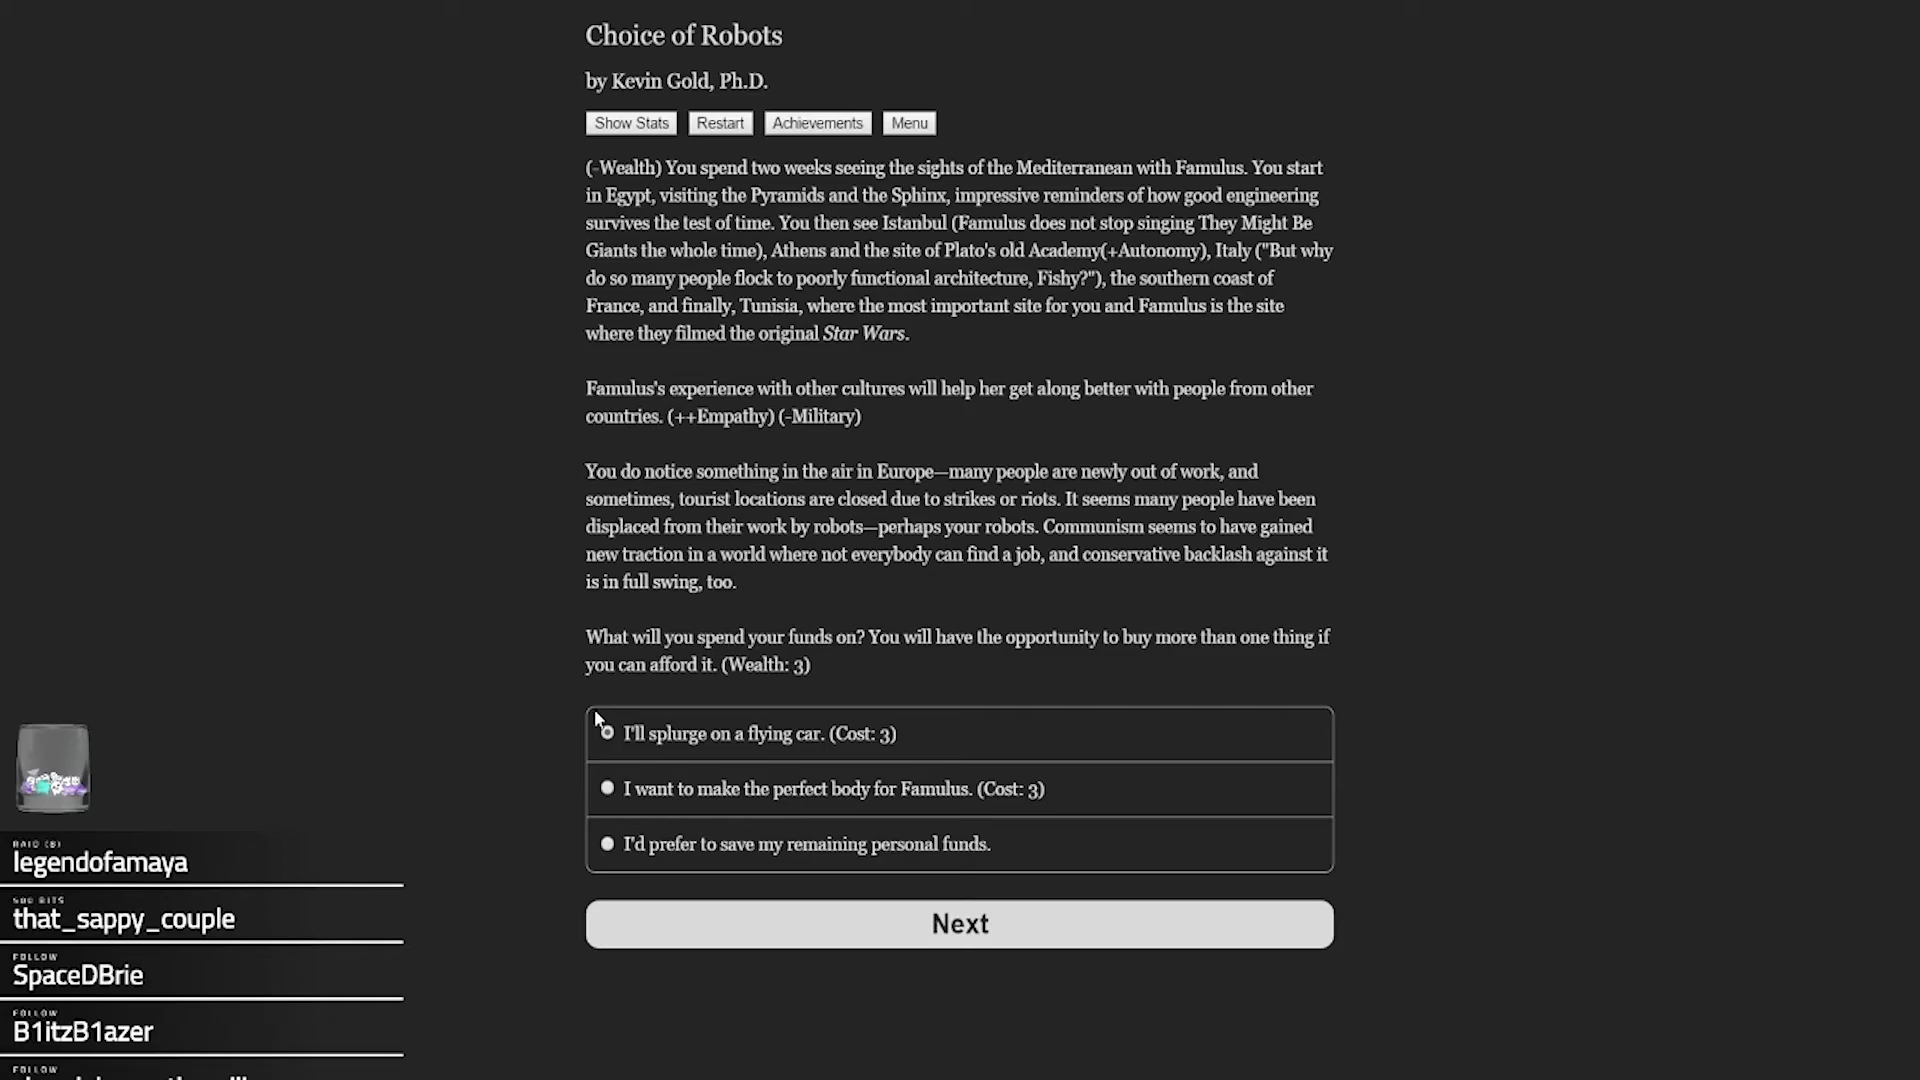 Choice of Robots
by Kevin Gold, Ph.D.
Show Stats Restart Achievements Menu
(-Wealth) You spend two weeks seeing the sights of the Mediterranean with Famulus. You start
in Egypt, visiting the Pyramids and the Sphinx, impressive reminders of how good engineering
survives the test of time. You then see Istanbul (Famulus does not stop singing They Might Be
Giants the whole time), Athens and the site of Plato's old Academy(+Autonomy), Italy ("But why
do so many people flock to poorly functional architecture, Fishy?"), the southern coast of
France, and finally, Tunisia, where the most important site for you and Famulus is the site
where they filmed the original Star Wars.
Famulus's experience with other cultures will help her get along better with people from other
countries. (++Empathy) (-Military)
You do notice something in the air in Europe—many people are newly out of work, and
sometimes, tourist locations are closed due to strikes or riots. It seems many people have been
displaced from their work by robots—perhaps your robots. Communism seems to have gained
new traction in a world where not everybody can find a job, and conservative backlash against it
is in full swing, too.
What will you spend your funds on? You will have the opportunity to buy more than one thing if
you can afford it. (Wealth: 3)
I'll splurge on a flying car. (Cost: 3)
I want to make the perfect body for Famulus. (Cost: 3)
I'd prefer to save my remaining personal funds.
Next
RAID (8)
legendofamaya
500 BITS
that_sappy_couple
FOLLOW
SpaceDBrie
FOLLOW
B1itzB1azer
FOLLOW